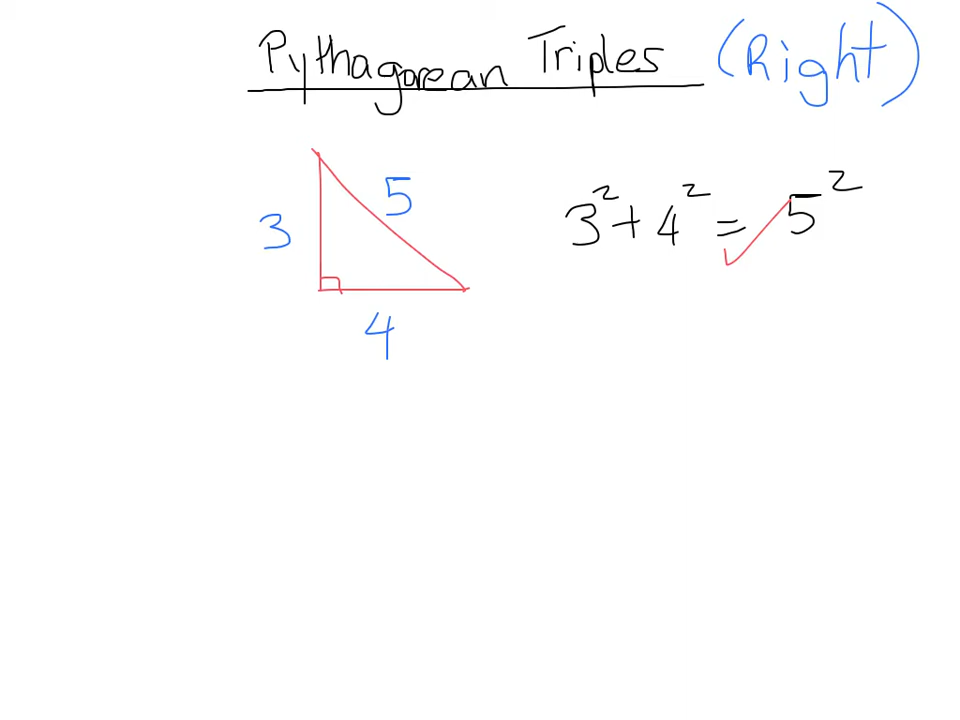 Pythagorean Triples (Right)
5
3
3² + 4² = 5²
4